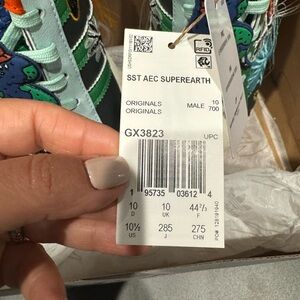 RFID
SST AEC SUPEREARTH
ORIGINALS
ORIGINALS
MALE
10
700
GX3823
UPC
1 95735 03612 4
10 10 44²/₃
D UK F
10½ 285 275
US J CHN